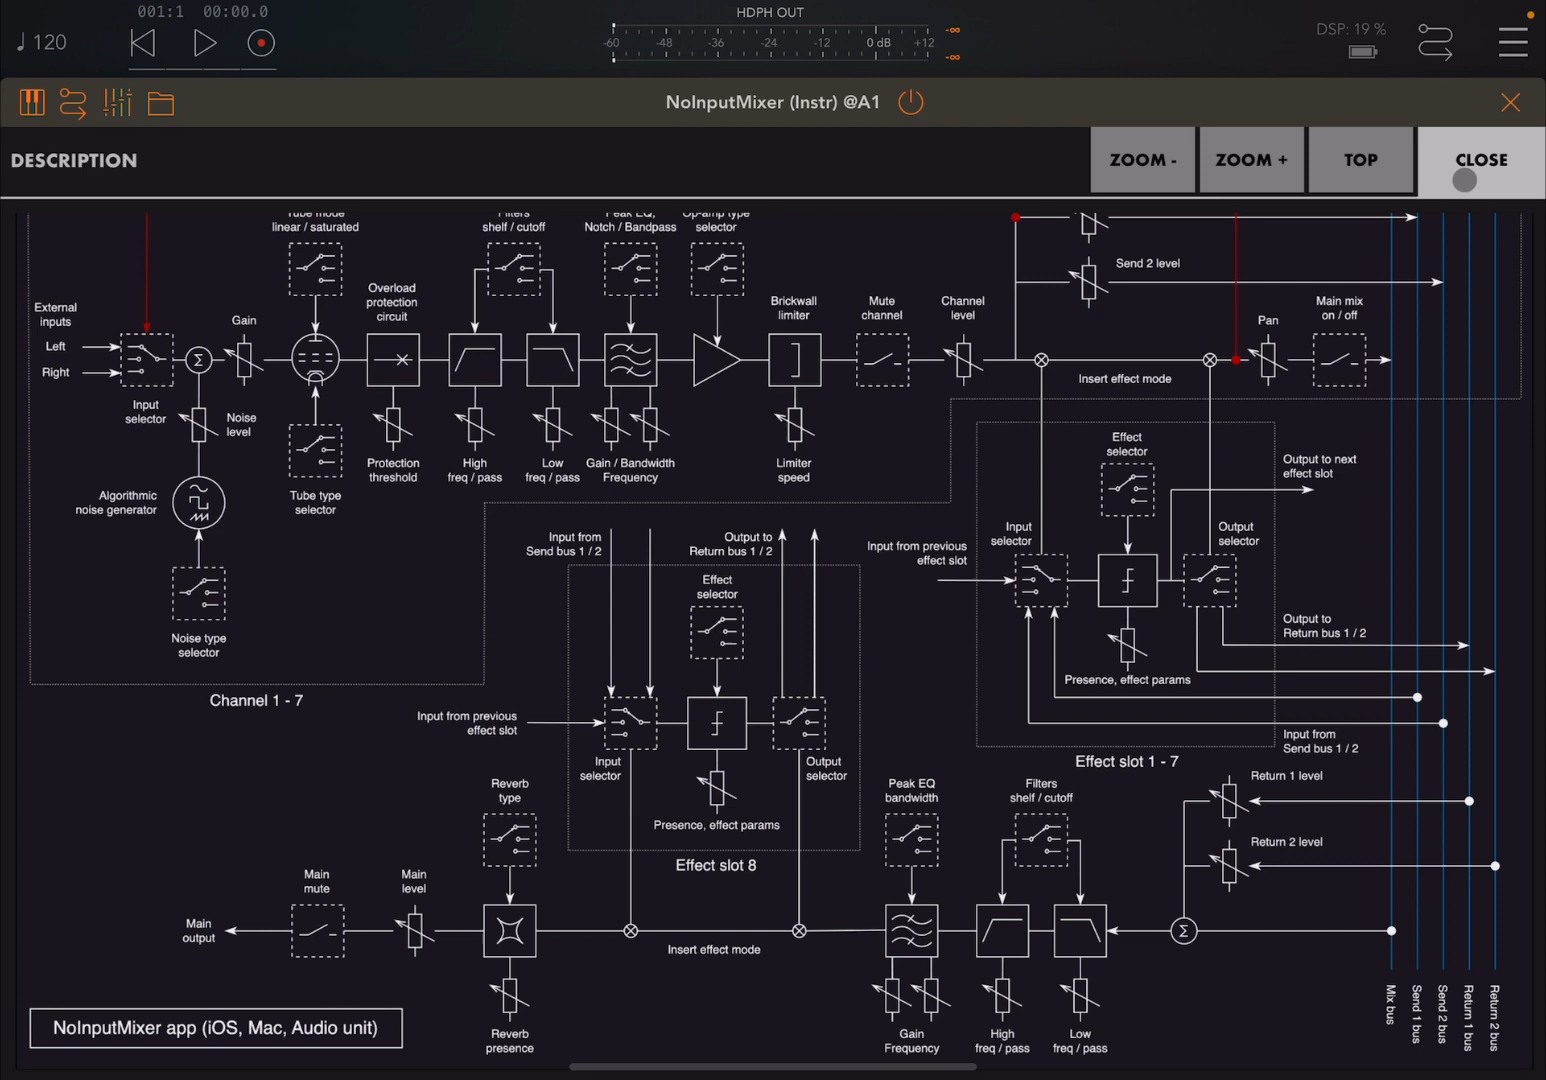 001:1 00:00.0
HDPH OUT
♩120
-60 -48 -36 -24 -12 0 dB +12
-∞
-∞
DSP: 19 %
NoInputMixer (Instr) @A1
DESCRIPTION
ZOOM -
ZOOM +
TOP
CLOSE
Tube mode
linear / saturated
Filters
shelf / cutoff
Peak EQ,
Notch / Bandpass
Op-amp type
selector
Send 2 level
External
inputs
Left
Right
Gain
Overload
protection
circuit
Brickwall
limiter
Mute
channel
Channel
level
Pan
Main mix
on / off
Insert effect mode
Input
selector
Noise
level
Σ
Protection
threshold
High
freq / pass
Low
freq / pass
Gain / Bandwidth
Frequency
Limiter
speed
Algorithmic
noise generator
Tube type
selector
Noise type
selector
Channel 1 - 7
Effect
selector
Output to next
effect slot
Input
selector
Output
selector
Input from previous
effect slot
Output to
Return bus 1 / 2
Presence, effect params
Input from
Send bus 1 / 2
Effect slot 1 - 7
Input from
Send bus 1 / 2
Output to
Return bus 1 / 2
Effect
selector
Input from previous
effect slot
Input
selector
Output
selector
Presence, effect params
Effect slot 8
Return 1 level
Return 2 level
Reverb
type
Peak EQ
bandwidth
Filters
shelf / cutoff
Main
mute
Main
level
Main
output
Insert effect mode
Σ
Reverb
presence
Gain
Frequency
High
freq / pass
Low
freq / pass
Mix bus
Send 1 bus
Send 2 bus
Return 1 bus
Return 2 bus
NoInputMixer app (iOS, Mac, Audio unit)